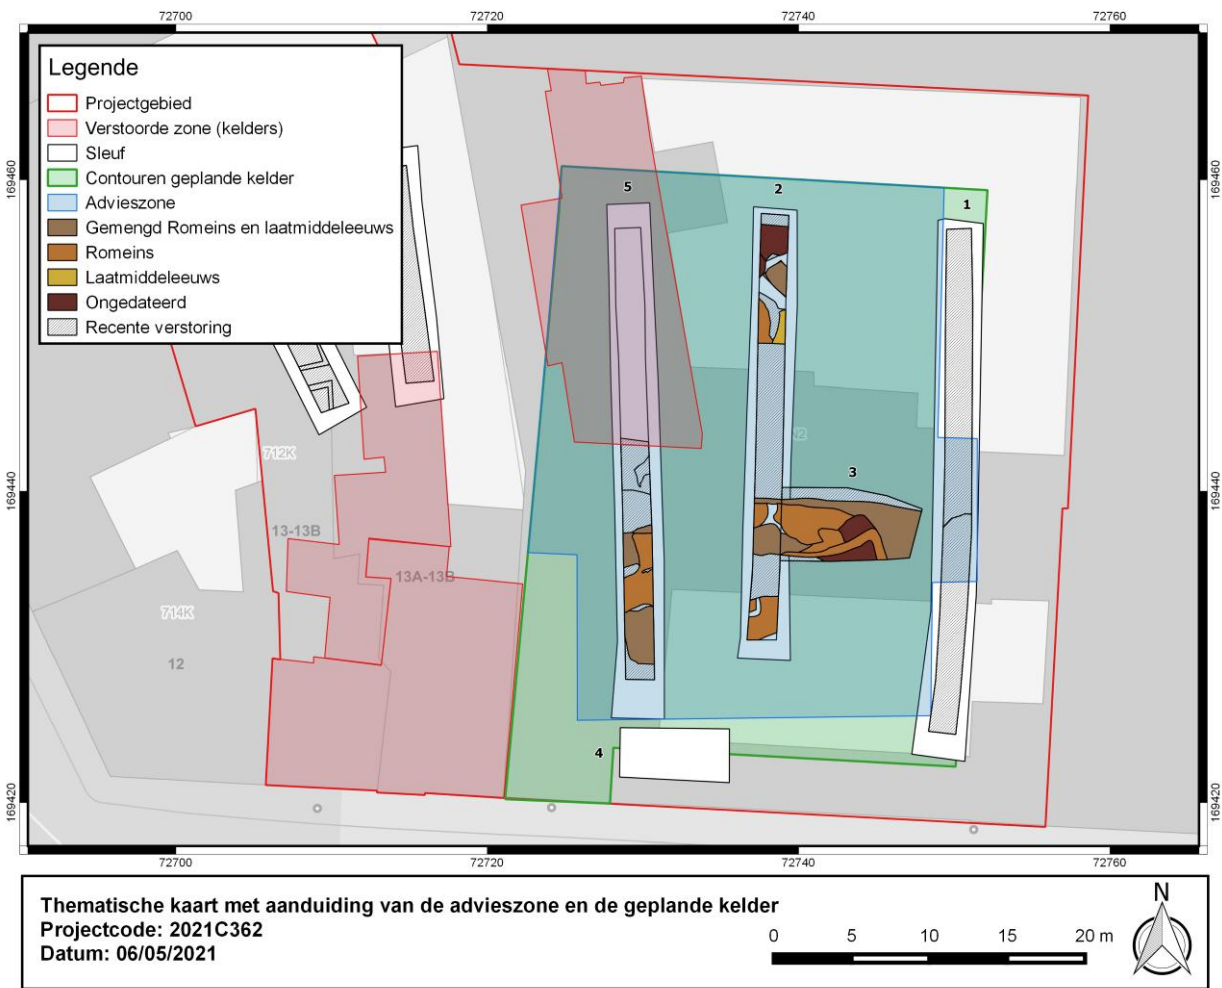 72700 72720 72740 72760
Legende
Projectgebied
Verstoorde zone (kelders)
Sleuf
Contouren geplande kelder
Advieszone
Gemengd Romeins en laatmiddeleeuws
Romeins
Laatmiddeleeuws
Ongedateerd
Recente verstoring
169460 169460
5 2 1
169440 169440
712K
3
13-13B
13A-13B
714K
12
4
169420 169420
72700 72720 72740 72760
Thematische kaart met aanduiding van de advieszone en de geplande kelder
Projectcode: 2021C362
Datum: 06/05/2021
0 5 10 15 20 m
N